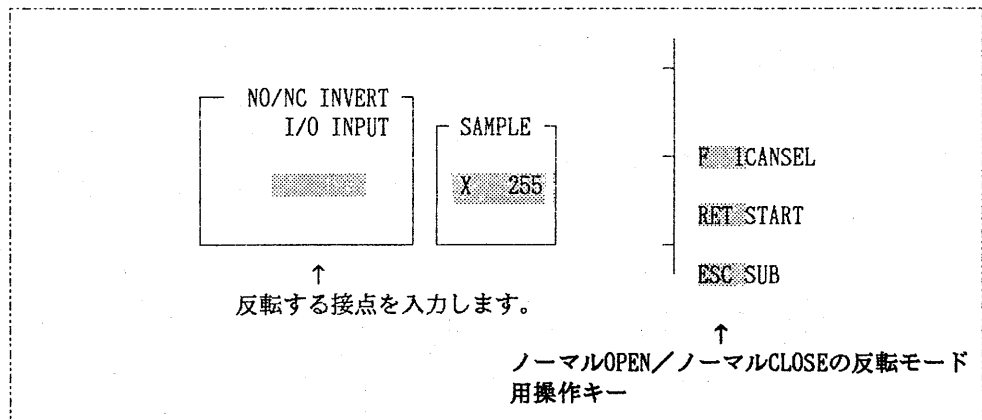 NO/NC INVERT
I/O INPUT
SAMPLE
X 255
F 1CANSEL
RET START
ESC SUB
↑
反転する接点を入力します。
↑
ノーマルOPEN／ノーマルCLOSEの反転モード
用操作キー